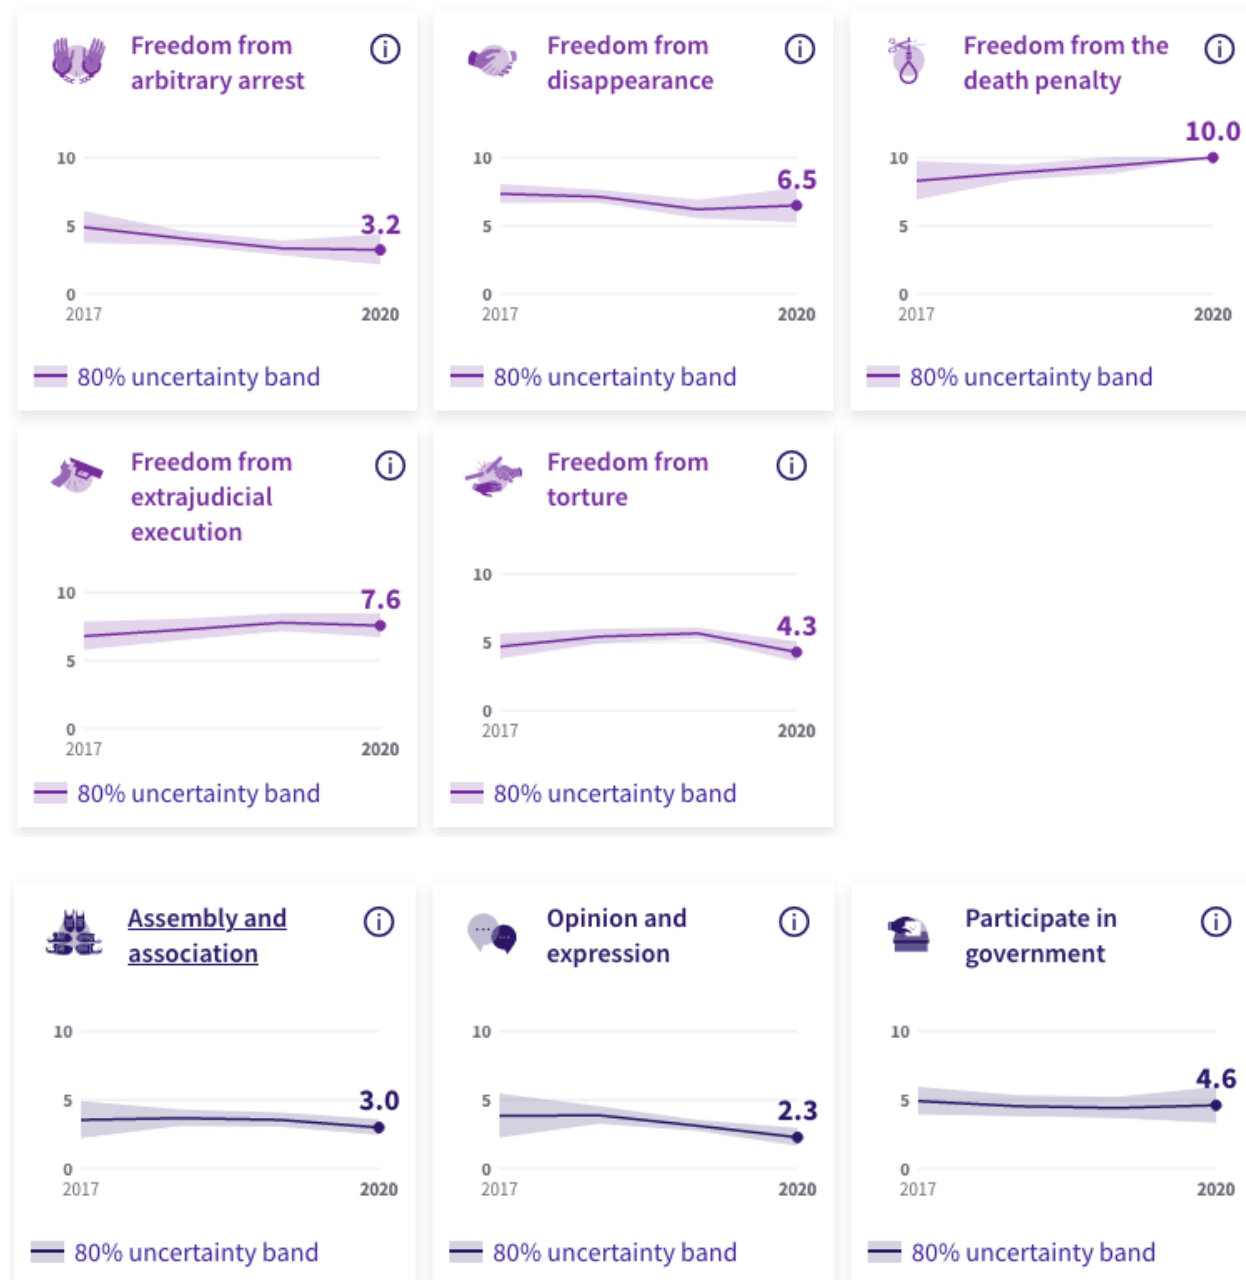 Freedom from
arbitrary arrest
10
5
0
3.2
2017
2020
80% uncertainty band
Freedom from
disappearance
10
5
0
6.5
2017
2020
80% uncertainty band
Freedom from the
death penalty
10.0
10
5
0
2017
2020
80% uncertainty band
Freedom from
extrajudicial
execution
10
7.6
5
0
2017
2020
80% uncertainty band
Freedom from
torture
10
5
4.3
0
2017
2020
80% uncertainty band
Assembly and
association
10
5
3.0
0
2017
2020
80% uncertainty band
Opinion and
expression
10
5
2.3
0
2017
2020
80% uncertainty band
Participate in
government
10
4.6
5
0
2017
2020
80% uncertainty band